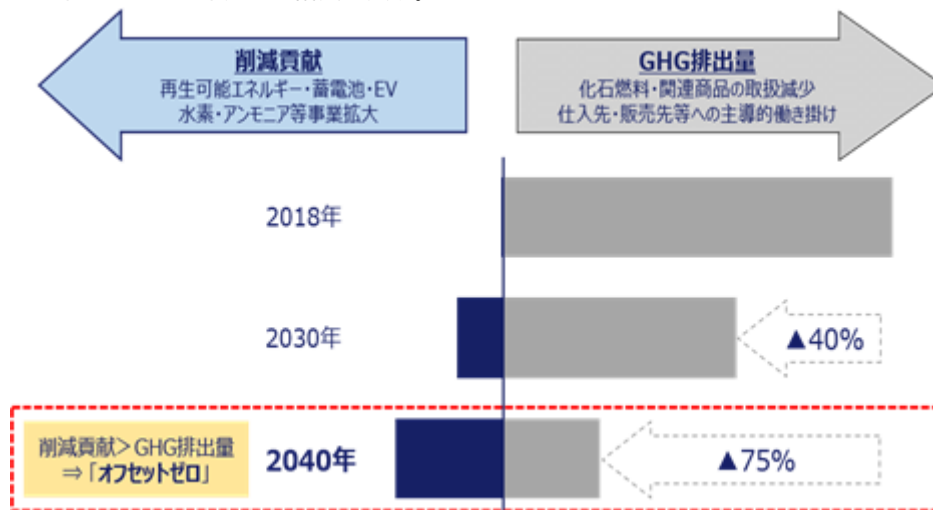 削減貢献
再生可能エネルギー・蓄電池・EV
水素・アンモニア等事業拡大
GHG排出量
化石燃料・関連商品の取扱減少
仕入先・販売先等への主導的働き掛け
2018年
2030年
▲40%
削減貢献>GHG排出量
⇒「オフセットゼロ」
2040年
▲75%